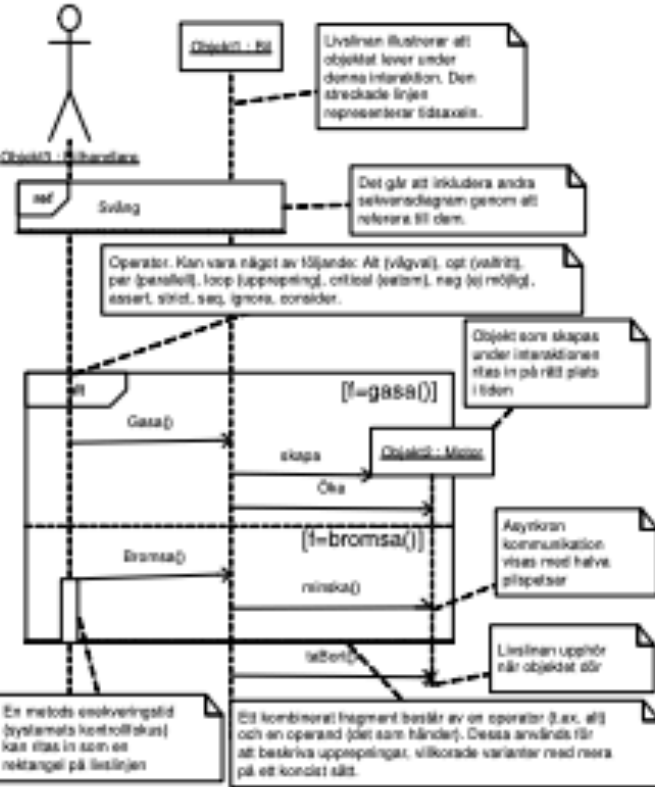 Objekt1 : Bil
Livslinan illustrerar att
objektet lever under
denna interaktion. Den
streckade linjen
representerar tidsaxeln.
Objekt3 : Bilhandlare
ref
Sväng
Det går att inkludera andra
sekvensdiagram genom att
referera till dem.
Operator. Kan vara något av följande: Alt (vägval), opt (valfritt),
par (parallell), loop (upprepning), critical (eatom), neg (ej möjlig),
assert, strict, seq, ignore, consider.
Objekt som skapas
under interaktionen
ritas in på rätt plats
i tiden
alt
[f=gasa()]
Gasa()
skapa
Objekt2 : Motor
Öka
[f=bromsa()]
Bromsa()
Asynkron
kommunikation
visas med halva
pilspetsar
minska()
taBort()
Livslinan upphör
när objektet dör
En metods exekveringstid
(systemets kontrollfokus)
kan ritas in som en
rektangel på livslinjen
Ett kombinerat fragment består av en operator (t.ex. alt)
och en operand (det som händer). Dessa används för
att beskriva upprepningar, villkorade varianter med mera
på ett koncist sätt.